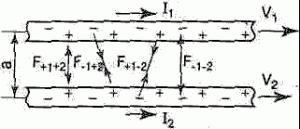 I₁ V₁
− + − + − + − + − +
a F₊₁₊₂ F₋₁₊₂ F₊₁₋₂ F₋₁₋₂
− + − + − + − + − +
I₂ V₂